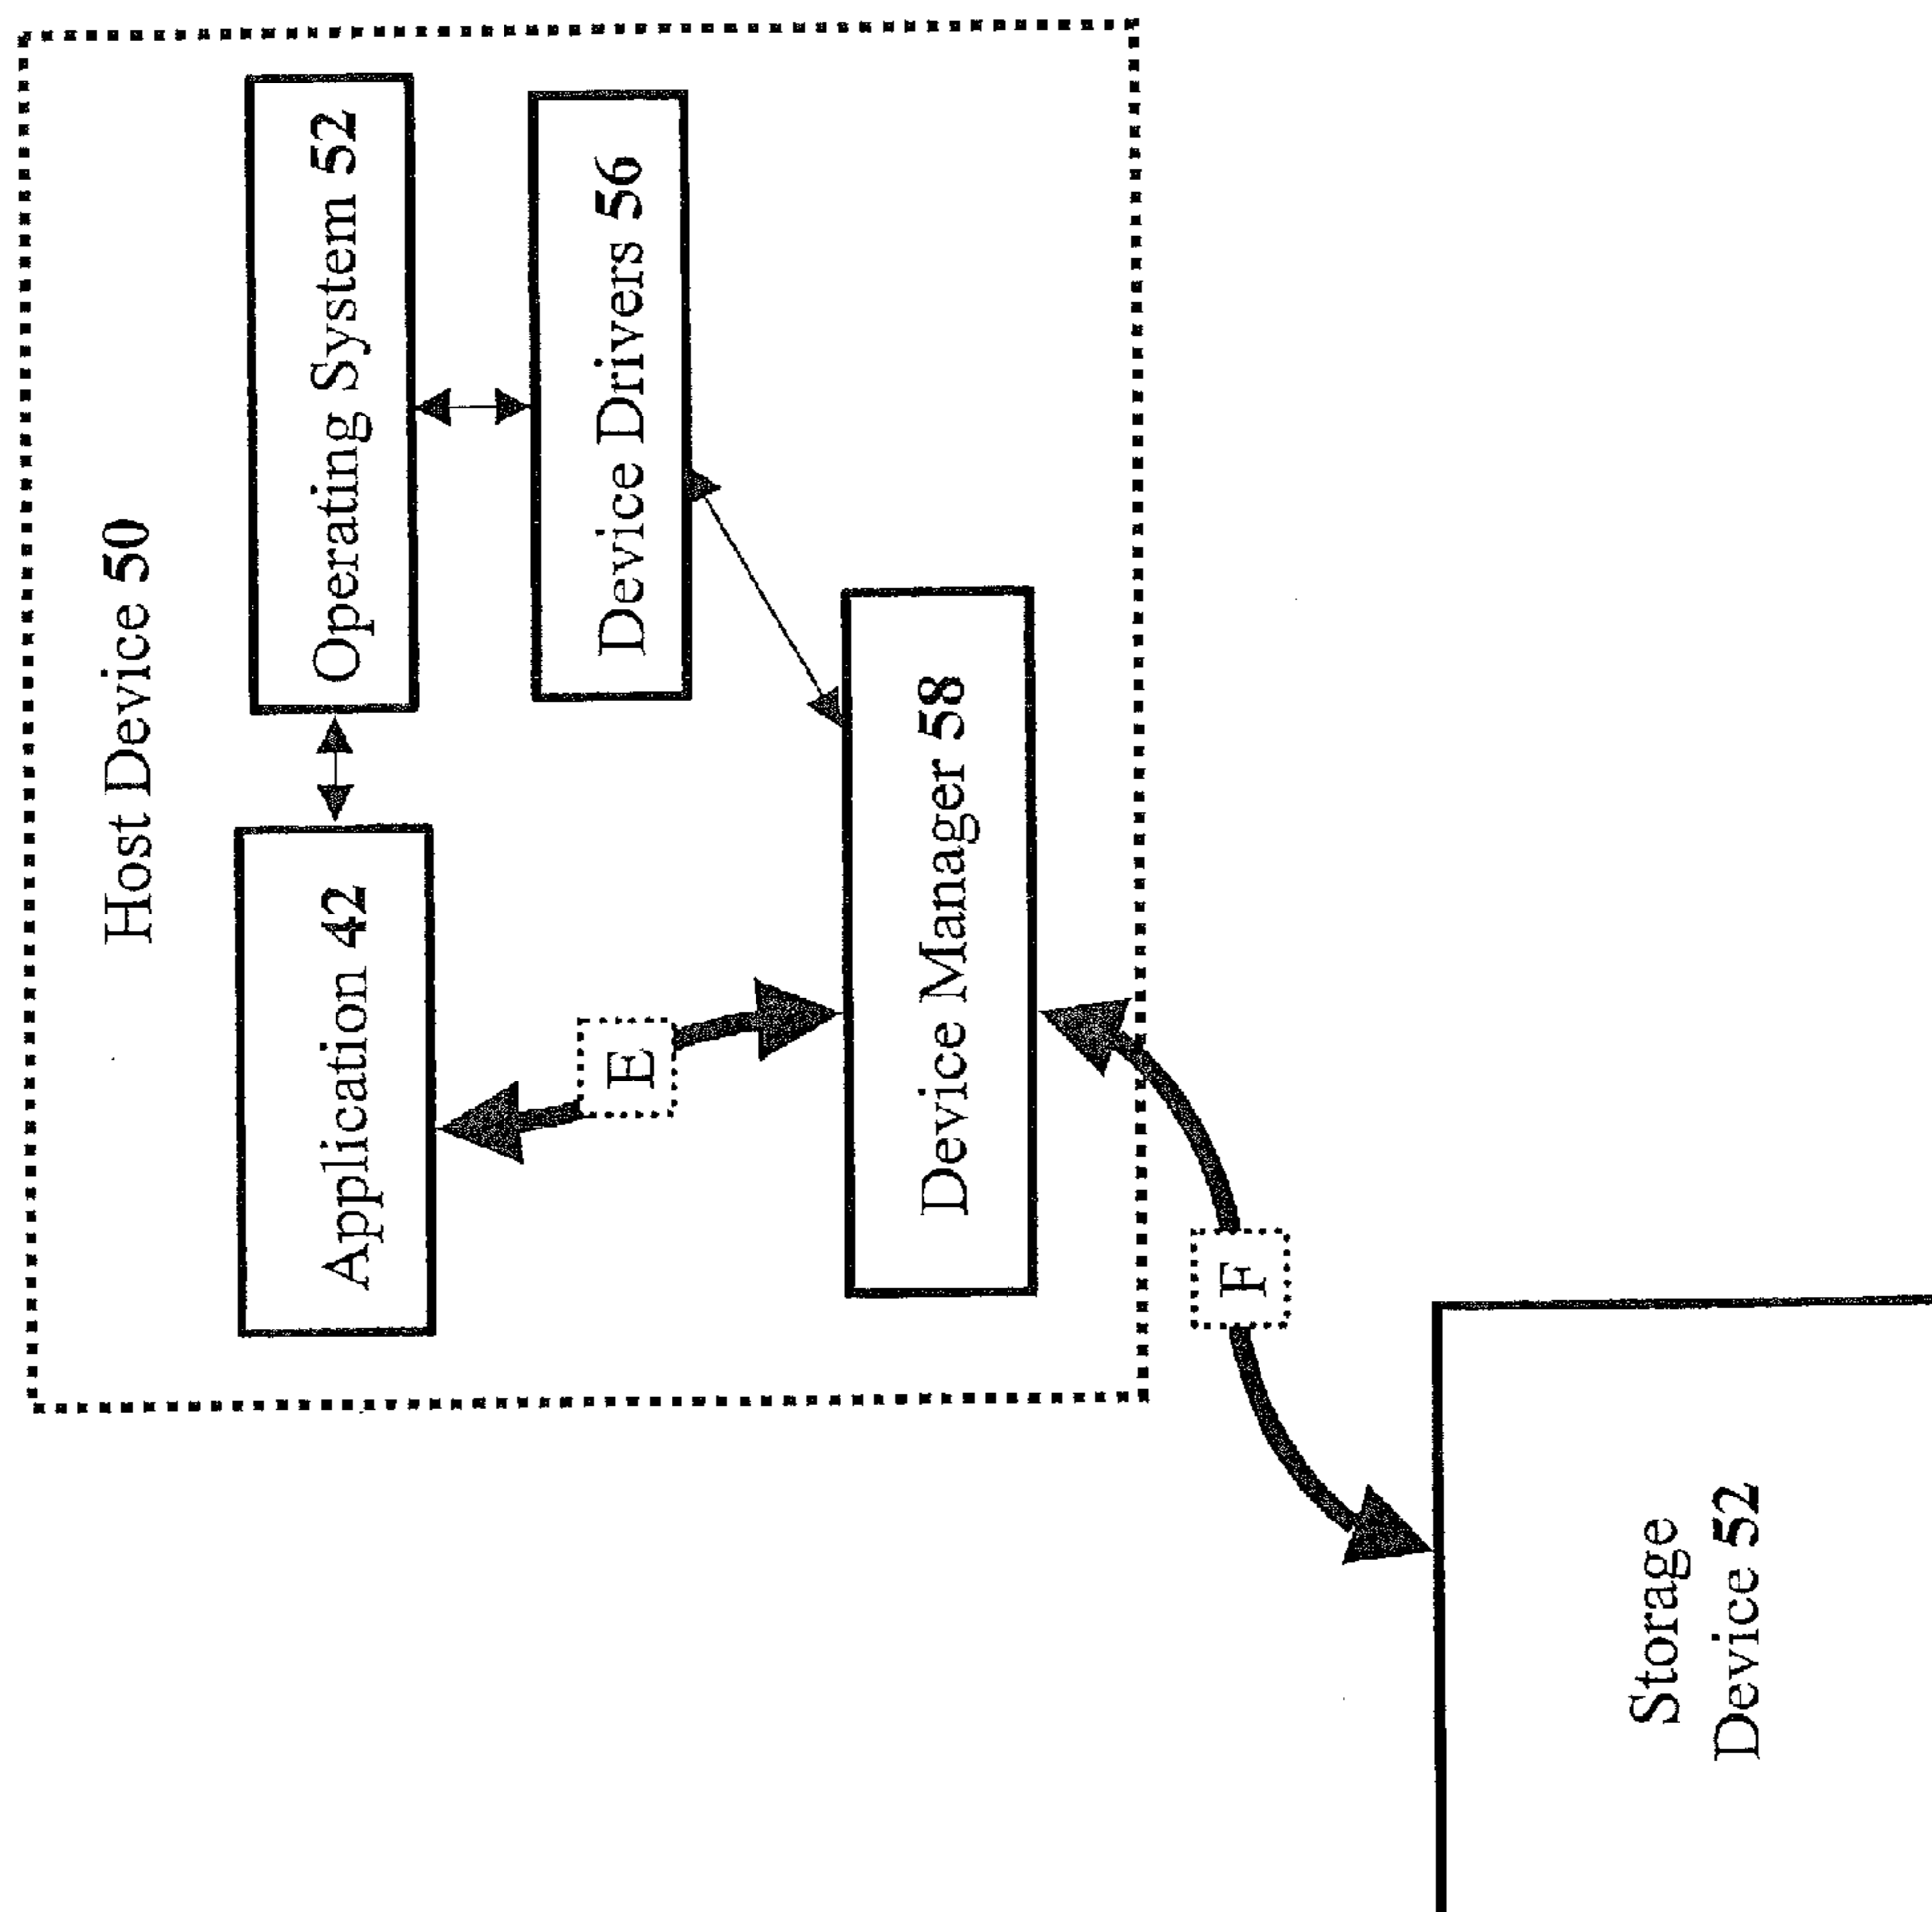 Host Device 50
Application 42
Operating System 52
E
Device Drivers 56
Device Manager 58
F
Storage
Device 52